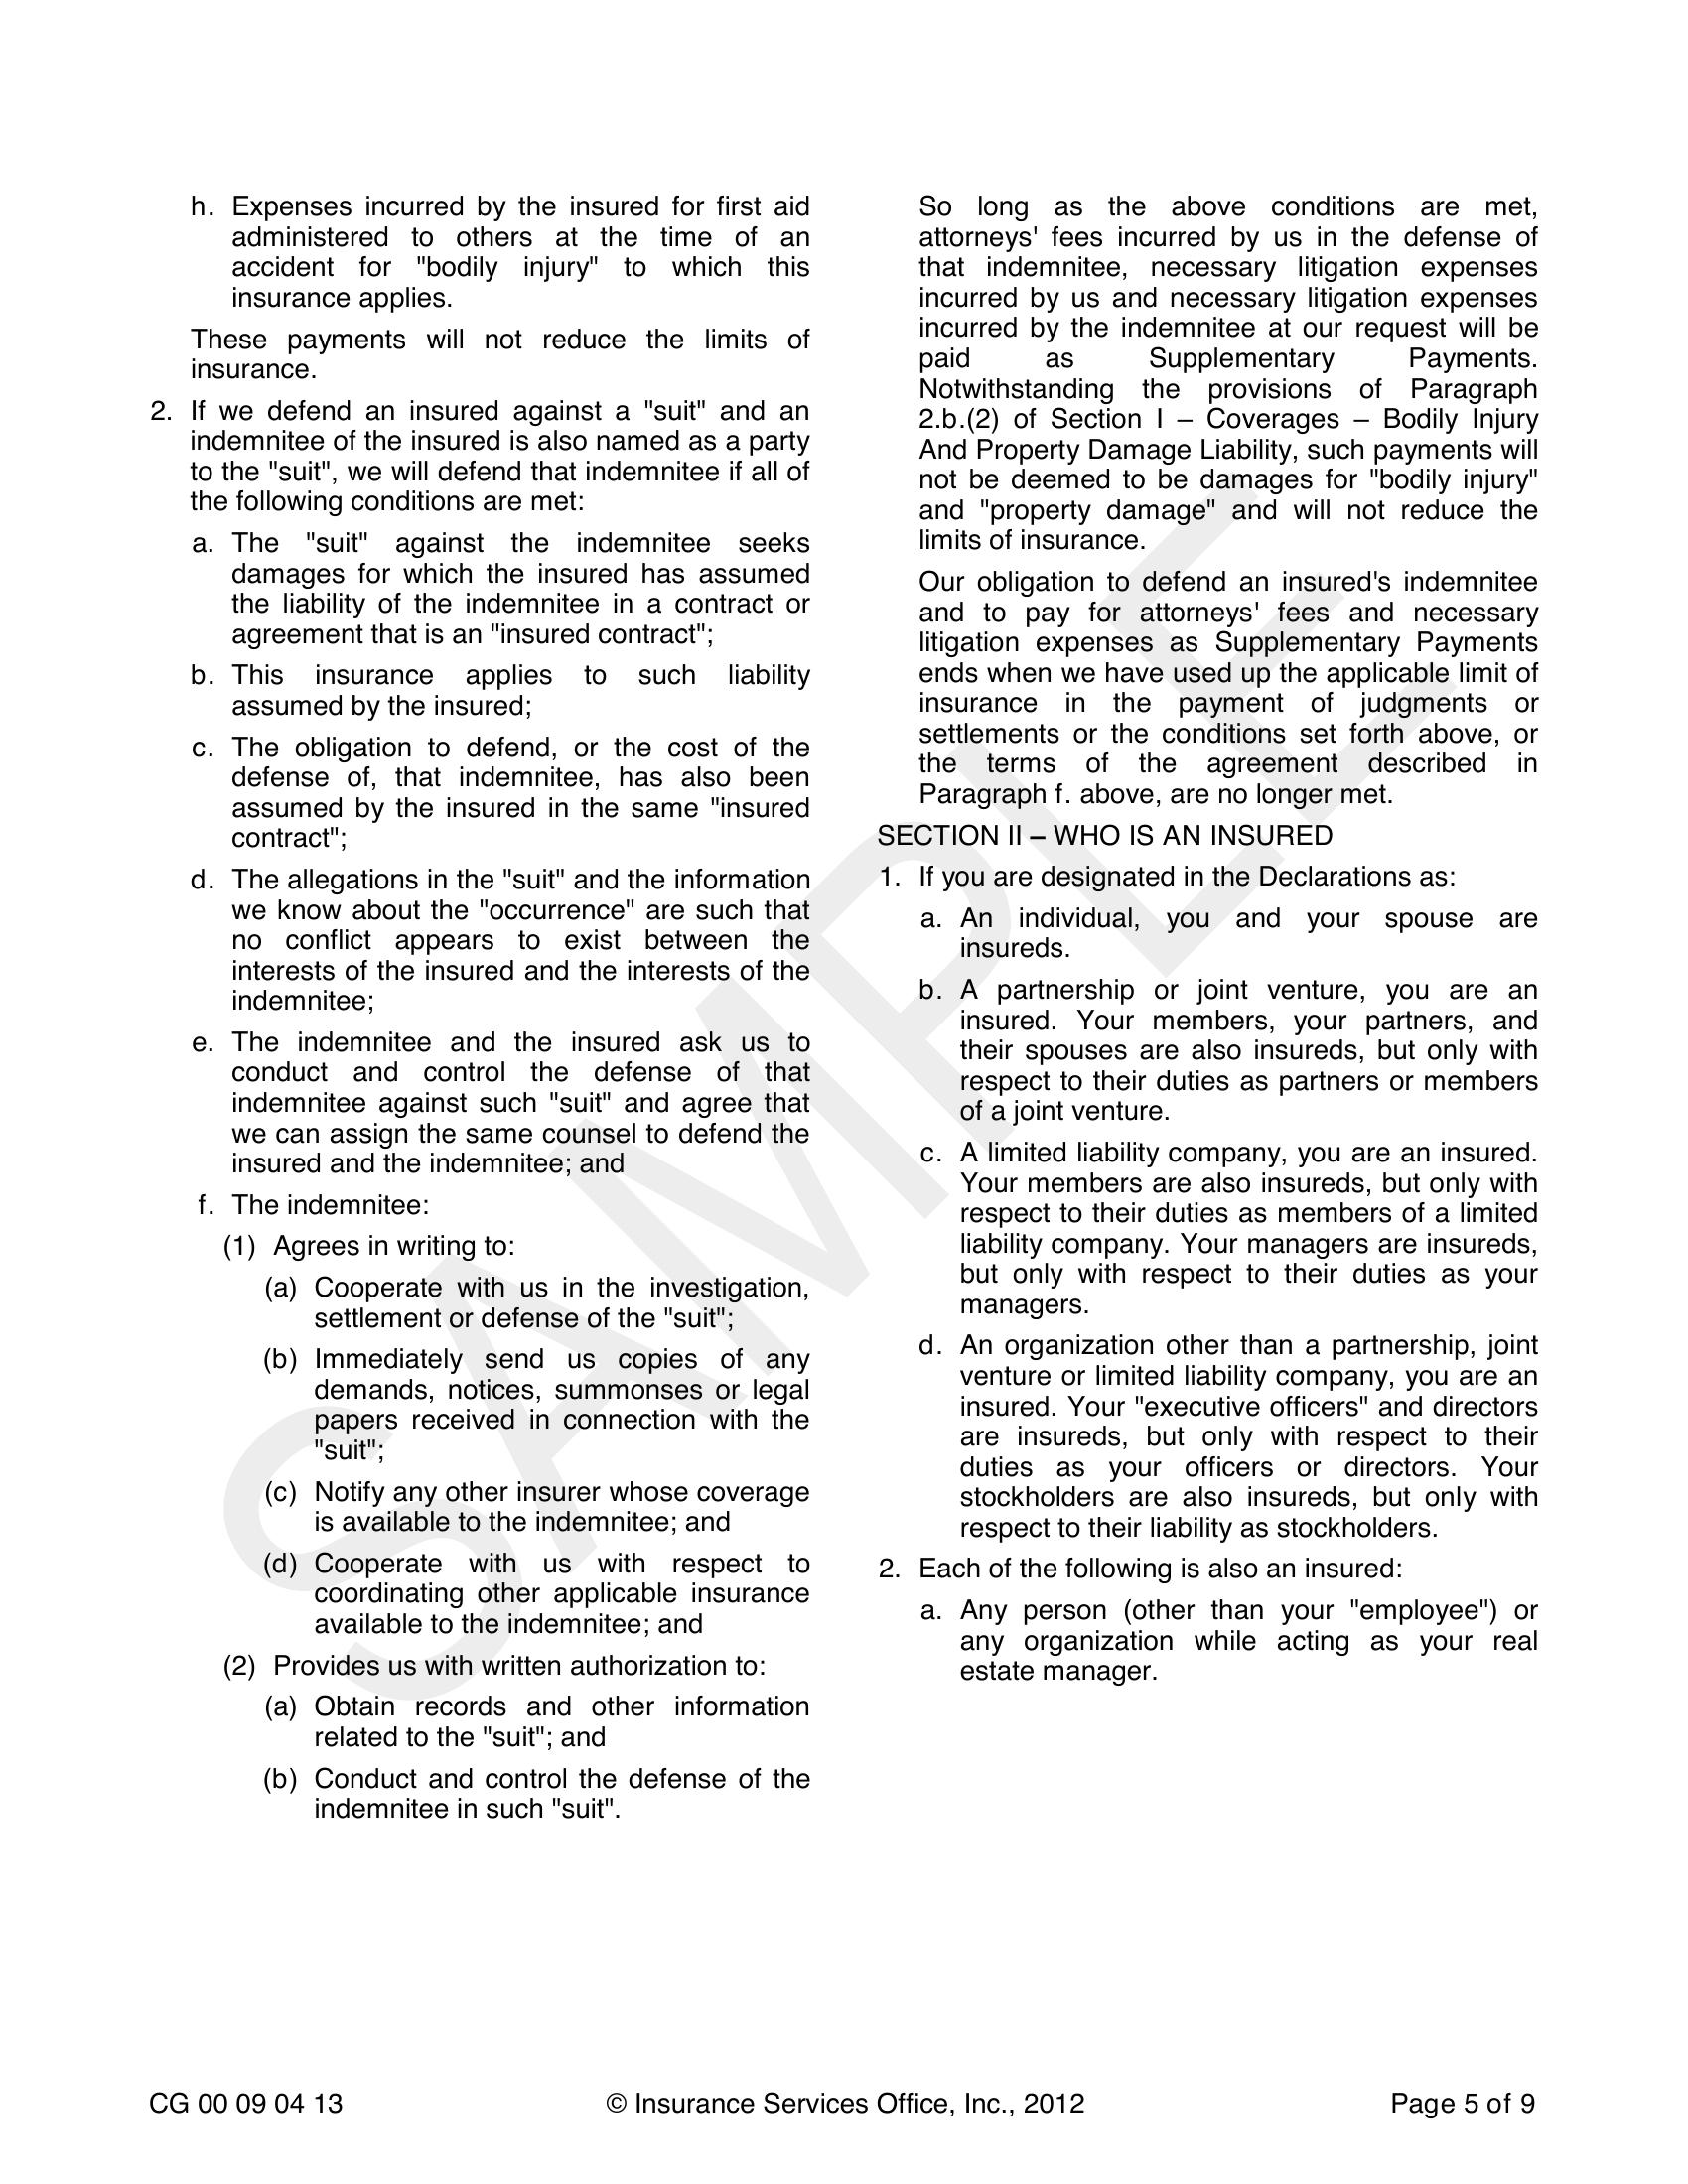 h. Expenses incurred by the insured for first aid
administered to others at the time of an
accident for "bodily injury" to which this
insurance applies.
These payments will not reduce the limits of
insurance.
2. If we defend an insured against a "suit" and an
indemnitee of the insured is also named as a party
to the "suit", we will defend that indemnitee if all of
the following conditions are met:
a. The "suit" against the indemnitee seeks
damages for which the insured has assumed
the liability of the indemnitee in a contract or
agreement that is an "insured contract";
b. This insurance applies to such liability
assumed by the insured;
c. The obligation to defend, or the cost of the
defense of, that indemnitee, has also been
assumed by the insured in the same "insured
contract";
d. The allegations in the "suit" and the information
we know about the "occurrence" are such that
no conflict appears to exist between the
interests of the insured and the interests of the
indemnitee;
e. The indemnitee and the insured ask us to
conduct and control the defense of that
indemnitee against such "suit" and agree that
we can assign the same counsel to defend the
insured and the indemnitee; and
f. The indemnitee:
(1) Agrees in writing to:
(a) Cooperate with us in the investigation,
settlement or defense of the "suit";
(b) Immediately send us copies of any
demands, notices, summonses or legal
papers received in connection with the
"suit";
(c) Notify any other insurer whose coverage
is available to the indemnitee; and
(d) Cooperate with us with respect to
coordinating other applicable insurance
available to the indemnitee; and
(2) Provides us with written authorization to:
(a) Obtain records and other information
related to the "suit"; and
(b) Conduct and control the defense of the
indemnitee in such "suit".
So long as the above conditions are met,
attorneys' fees incurred by us in the defense of
that indemnitee, necessary litigation expenses
incurred by us and necessary litigation expenses
incurred by the indemnitee at our request will be
paid as Supplementary Payments.
Notwithstanding the provisions of Paragraph
2.b.(2) of Section I – Coverages – Bodily Injury
And Property Damage Liability, such payments will
not be deemed to be damages for "bodily injury"
and "property damage" and will not reduce the
limits of insurance.
Our obligation to defend an insured's indemnitee
and to pay for attorneys' fees and necessary
litigation expenses as Supplementary Payments
ends when we have used up the applicable limit of
insurance in the payment of judgments or
settlements or the conditions set forth above, or
the terms of the agreement described in
Paragraph f. above, are no longer met.
SECTION II – WHO IS AN INSURED
1. If you are designated in the Declarations as:
a. An individual, you and your spouse are
insureds.
b. A partnership or joint venture, you are an
insured. Your members, your partners, and
their spouses are also insureds, but only with
respect to their duties as partners or members
of a joint venture.
c. A limited liability company, you are an insured.
Your members are also insureds, but only with
respect to their duties as members of a limited
liability company. Your managers are insureds,
but only with respect to their duties as your
managers.
d. An organization other than a partnership, joint
venture or limited liability company, you are an
insured. Your "executive officers" and directors
are insureds, but only with respect to their
duties as your officers or directors. Your
stockholders are also insureds, but only with
respect to their liability as stockholders.
2. Each of the following is also an insured:
a. Any person (other than your "employee") or
any organization while acting as your real
estate manager.
SAMPLE
CG 00 09 04 13 © Insurance Services Office, Inc., 2012 Page 5 of 9